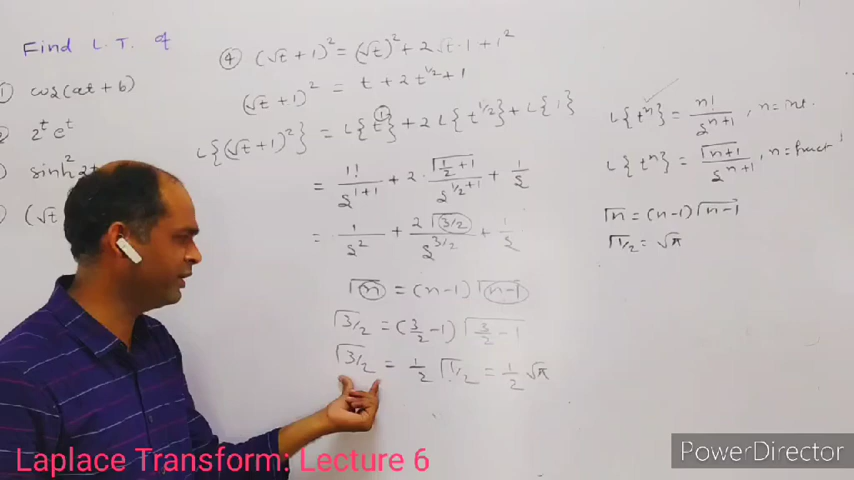 Find L.T. of
① cos(at + b)
2^t e^t
sinh² 2t
(√t
④ (√t + 1)² = (√t)² + 2√t·1 + 1²
(√t + 1)² = t + 2 t^{1/2} + 1
L{(√t + 1)²} = L{t^①} + 2 L{t^{1/2}} + L{1}
= 1!/s^{1+1} + 2 · Γ(1/2 + 1)/s^{1/2+1} + 1/s
= 1/s² + 2Γ(3/2)/s^{3/2} + 1/s
Γn = (n-1) Γ(n-1)
Γ3/2 = (3/2 - 1) Γ(3/2 - 1)
Γ3/2 = 1/2 Γ1/2 = 1/2 √π
L{t^n} = n!/s^{n+1}, n = int.
L{t^n} = Γ(n+1)/s^{n+1}, n = fract
Γn = (n-1) Γ(n-1)
Γ1/2 = √π
Laplace Transform: Lecture 6
PowerDirector